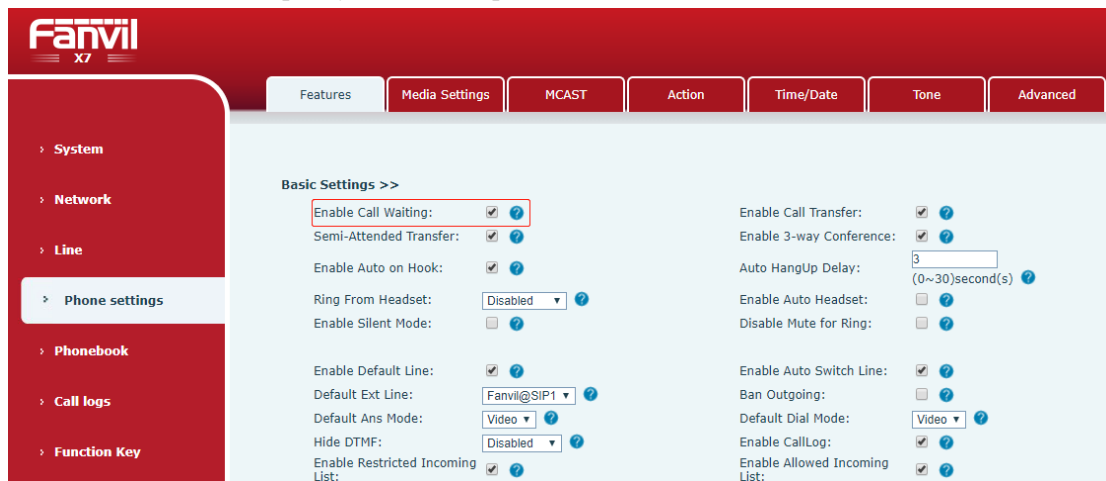 Fanvil
X7
Features Media Settings MCAST Action Time/Date Tone Advanced
› System
› Network
› Line
› Phone settings
› Phonebook
› Call logs
› Function Key
Basic Settings >>
Enable Call Waiting: ? Enable Call Transfer: ?
Semi-Attended Transfer: ? Enable 3-way Conference: ?
Enable Auto on Hook: ? Auto HangUp Delay: 3
(0~30)second(s) ?
Ring From Headset: Disabled ? Enable Auto Headset: ?
Enable Silent Mode: ? Disable Mute for Ring: ?
Enable Default Line: ? Enable Auto Switch Line: ?
Default Ext Line: Fanvil@SIP1 ? Ban Outgoing: ?
Default Ans Mode: Video ? Default Dial Mode: Video ?
Hide DTMF: Disabled ? Enable CallLog: ?
Enable Restricted Incoming List: ? Enable Allowed Incoming List: ?